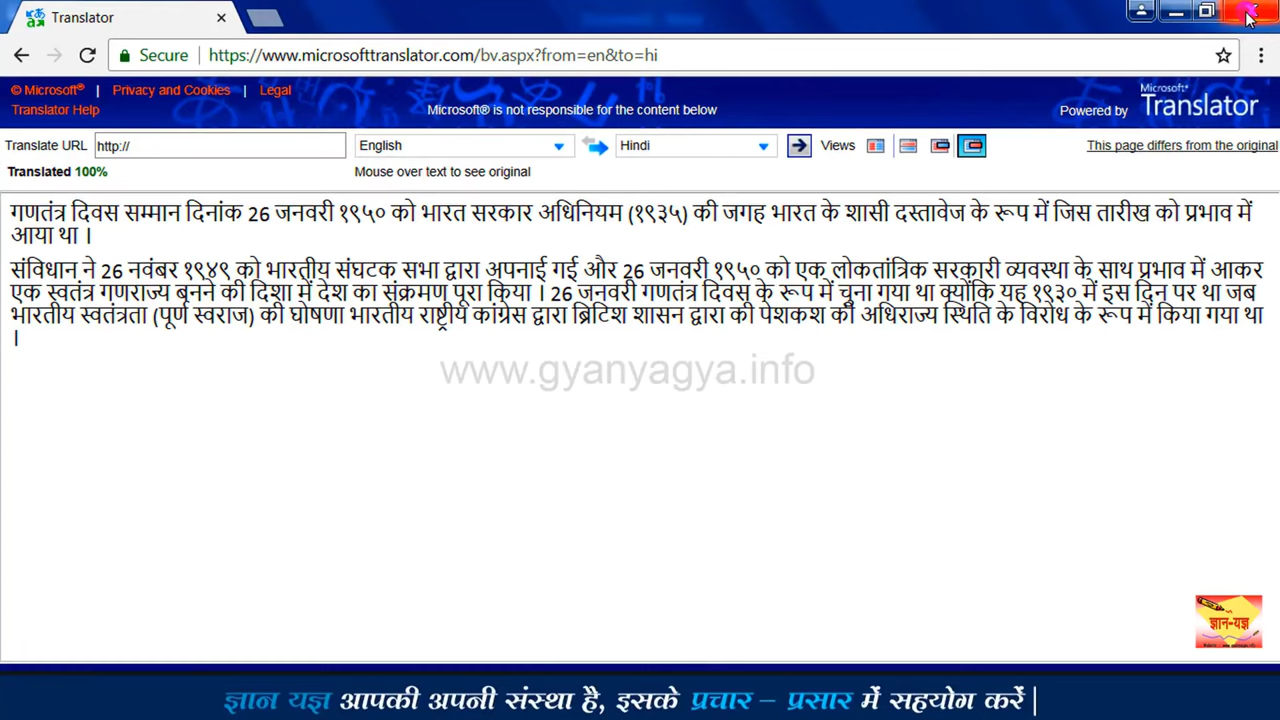 Translator
Secure | https://www.microsofttranslator.com/bv.aspx?from=en&to=hi
© Microsoft® | Privacy and Cookies | Legal
Translator Help
Microsoft® is not responsible for the content below
Powered by
Microsoft® Translator
Translate URL http:// English Hindi Views This page differs from the original
Translated 100% Mouse over text to see original
गणतंत्र दिवस सम्मान दिनांक 26 जनवरी १९५० को भारत सरकार अधिनियम (१९३५) की जगह भारत के शासी दस्तावेज के रूप में जिस तारीख को प्रभाव में
आया था ।
संविधान ने 26 नवंबर १९४९ को भारतीय संघटक सभा द्वारा अपनाई गई और 26 जनवरी १९५० को एक लोकतांत्रिक सरकारी व्यवस्था के साथ प्रभाव में आकर
एक स्वतंत्र गणराज्य बनने की दिशा में देश का संक्रमण पूरा किया । 26 जनवरी गणतंत्र दिवस के रूप में चुना गया था क्योंकि यह १९३० में इस दिन पर था जब
भारतीय स्वतंत्रता (पूर्ण स्वराज) की घोषणा भारतीय राष्ट्रीय कांग्रेस द्वारा ब्रिटिश शासन द्वारा की पेशकश की अधिराज्य स्थिति के विरोध के रूप में किया गया था
।
www.gyanyagya.info
ज्ञान-यज्ञ
ज्ञान यज्ञ आपकी अपनी संस्था है, इसके प्रचार – प्रसार में सहयोग करें |